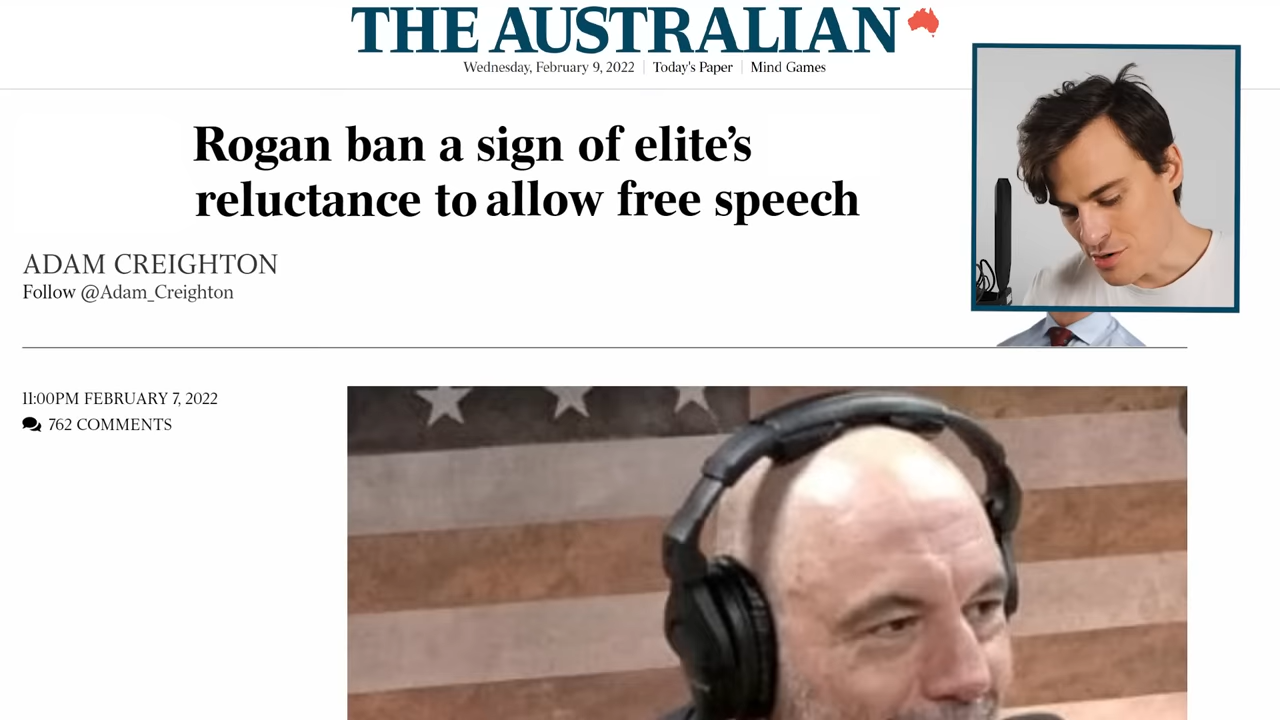 THE AUSTRALIAN
Wednesday, February 9, 2022 | Today's Paper | Mind Games
Rogan ban a sign of elite's
reluctance to allow free speech
ADAM CREIGHTON
Follow @Adam_Creighton
11:00PM FEBRUARY 7, 2022
762 COMMENTS